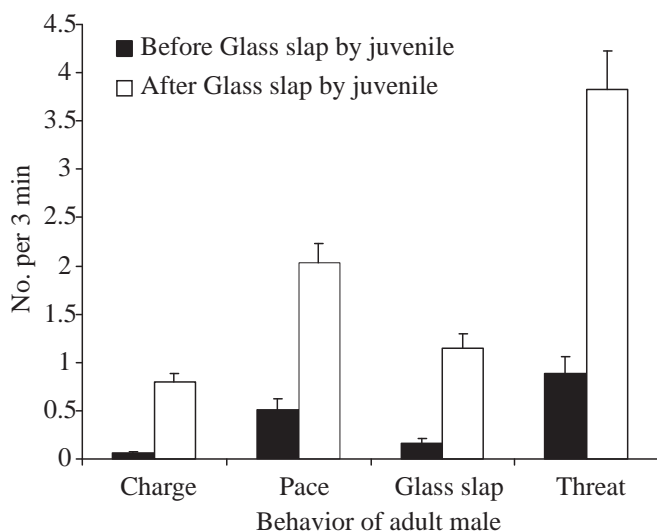 4.5
Before Glass slap by juvenile
4
After Glass slap by juvenile
3.5
3
2.5
2
1.5
1
0.5
0
No. per 3 min
Charge Pace Glass slap Threat
Behavior of adult male